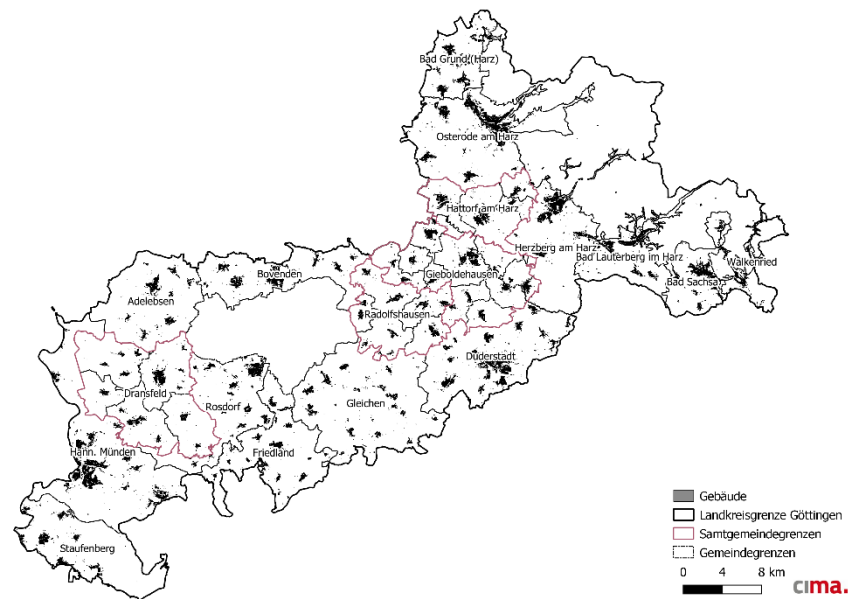 Bad Grund (Harz)
Osterode am Harz
Hattorf am Harz
Herzberg am Harz
Bad Lauterberg im Harz
Walkenried
Bad Sachsa
Gieboldehausen
Bovenden
Adelebsen
Radolfshausen
Duderstadt
Dransfeld
Rosdorf
Gleichen
Hann. Münden
Friedland
Staufenberg
Gebäude
Landkreisgrenze Göttingen
Samtgemeindegrenzen
Gemeindegrenzen
0 4 8 km
cima.